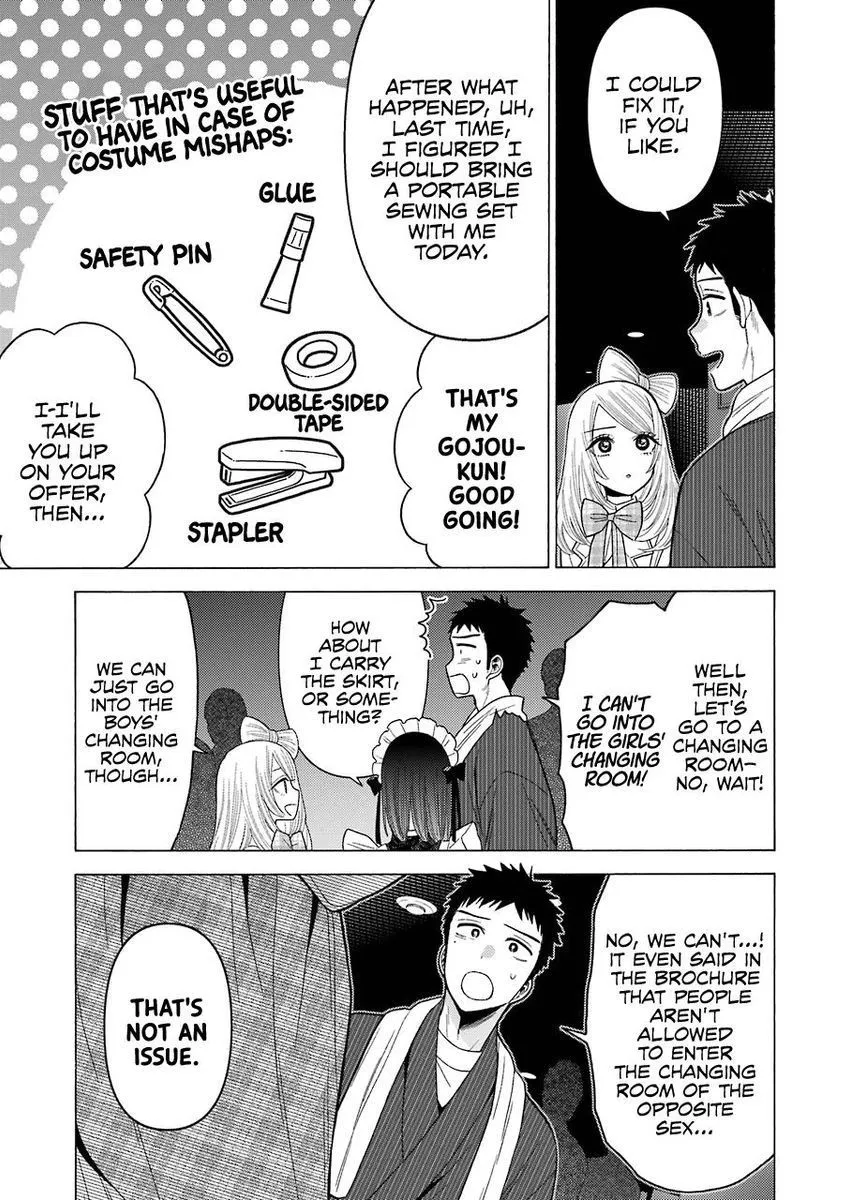 I COULD
FIX IT,
IF YOU
LIKE.
AFTER WHAT
HAPPENED, UH,
LAST TIME,
I FIGURED I
SHOULD BRING
A PORTABLE
SEWING SET
WITH ME
TODAY.
STUFF THAT'S USEFUL
TO HAVE IN CASE OF
COSTUME MISHAPS:
GLUE
SAFETY PIN
DOUBLE-SIDED
TAPE
STAPLER
THAT'S
MY
GOJOU-
KUN!
GOOD
GOING!
I-I'LL
TAKE
YOU UP
ON YOUR
OFFER,
THEN...
WELL
THEN,
LET'S
GO TO A
CHANGING
ROOM–
NO, WAIT!
I CAN'T
GO INTO
THE GIRLS'
CHANGING
ROOM!
HOW
ABOUT
I CARRY
THE SKIRT,
OR SOME-
THING?
WE CAN
JUST GO
INTO THE
BOYS'
CHANGING
ROOM,
THOUGH...
NO, WE CAN'T...!
IT EVEN SAID IN
THE BROCHURE
THAT PEOPLE
AREN'T
ALLOWED
TO ENTER
THE CHANGING
ROOM OF THE
OPPOSITE
SEX...
THAT'S
NOT AN
ISSUE.